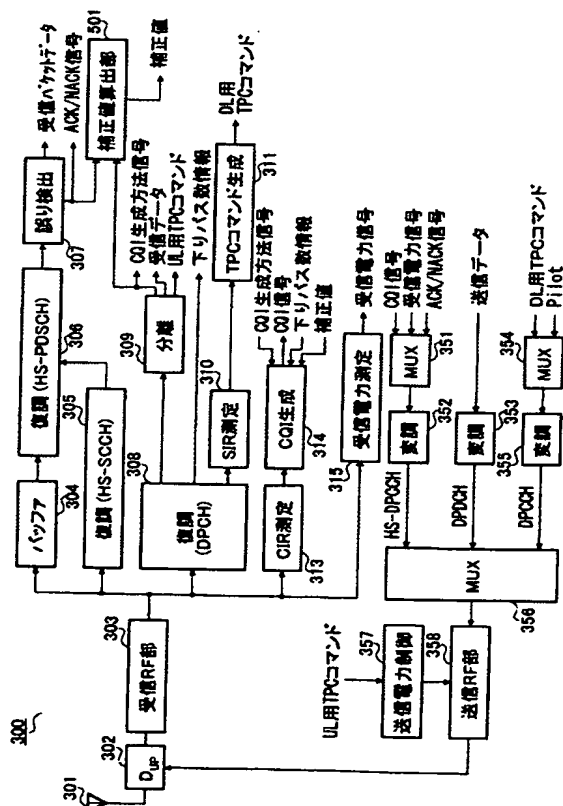 300
301
302
DUP
303
受信RF部
304
バッファ
305
復調(HS-SCCH)
306
復調(HS-PDSCH)
307
誤り検出
受信パケットデータ
ACK/NACK信号
501
補正値算出部
補正値
308
復調
(DPCH)
309
分離
CQI生成方法信号
受信データ
UL用TPCコマンド
下りパス数情報
310
SIR測定
311
TPCコマンド生成
DL用
TPCコマンド
313
CIR測定
314
CQI生成
CQI生成方法信号
CQI信号
下りパス数情報
補正値
315
受信電力測定
受信電力信号
CQI信号
受信電力信号
ACK/NACK信号
351
MUX
352
変調
HS-DPCCH
送信データ
353
変調
DPDCH
DL用TPCコマンド
Pilot
354
MUX
355
変調
DPCCH
MUX
356
UL用TPCコマンド
357
送信電力制御
358
送信RF部